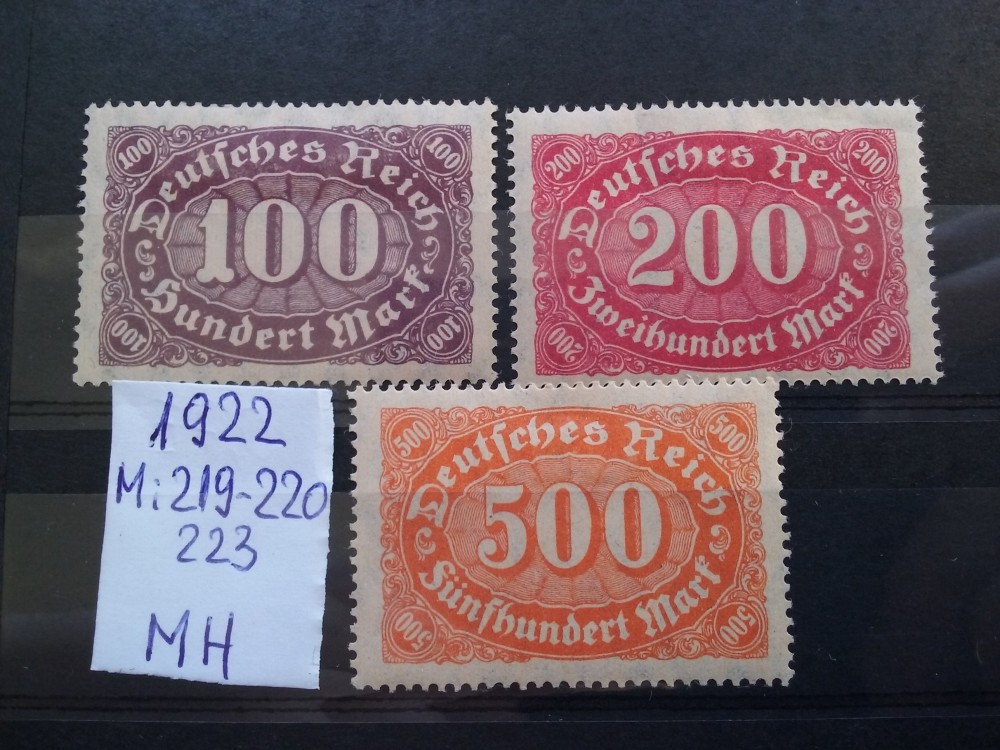 100 100
Deutsches Reich
100
Hundert Mark
100 100
200 200
Deutsches Reich
200
Zweihundert Mark
200 200
1922
Mi 219-220
223
MH
500 500
Deutsches Reich
500
Fünfhundert Mark
500 500